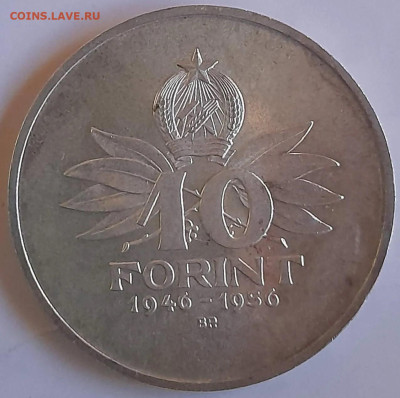 COINS.LAVE.RU
10
FORINT
1946-1956
BP